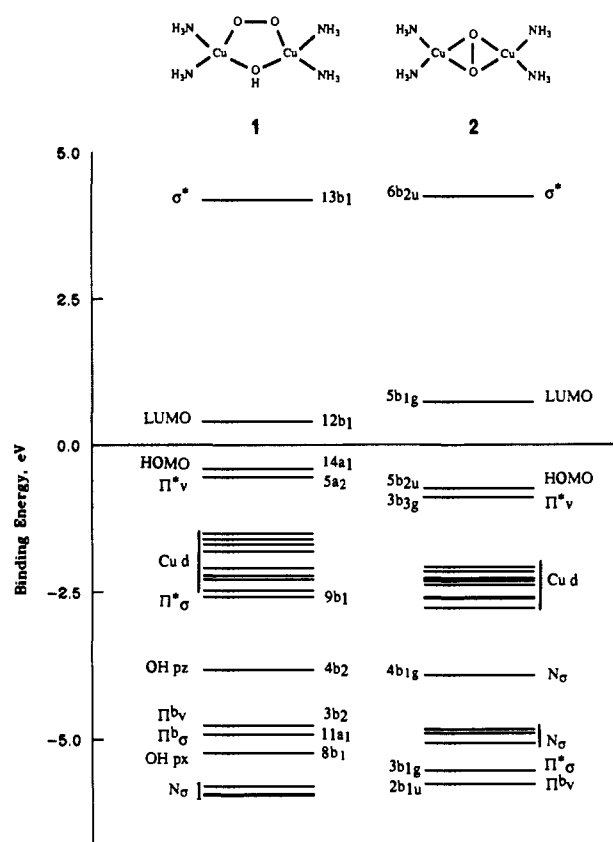 H₃N O O NH₃
Cu Cu
H₃N O NH₃
H
1
H₃N O NH₃
Cu Cu
H₃N O NH₃
2
Binding Energy, eV
5.0
2.5
0.0
−2.5
−5.0
σ* 13b1
LUMO 12b1
HOMO 14a1
Π*v 5a2
Cu d
Π*σ 9b1
OH pz 4b2
Πᵇv 3b2
Πᵇσ 11a1
OH px 8b1
Nσ
6b2u σ*
5b1g LUMO
5b2u HOMO
3b3g Π*v
Cu d
4b1g Nσ
Nσ
3b1g Π*σ
2b1u Πᵇv